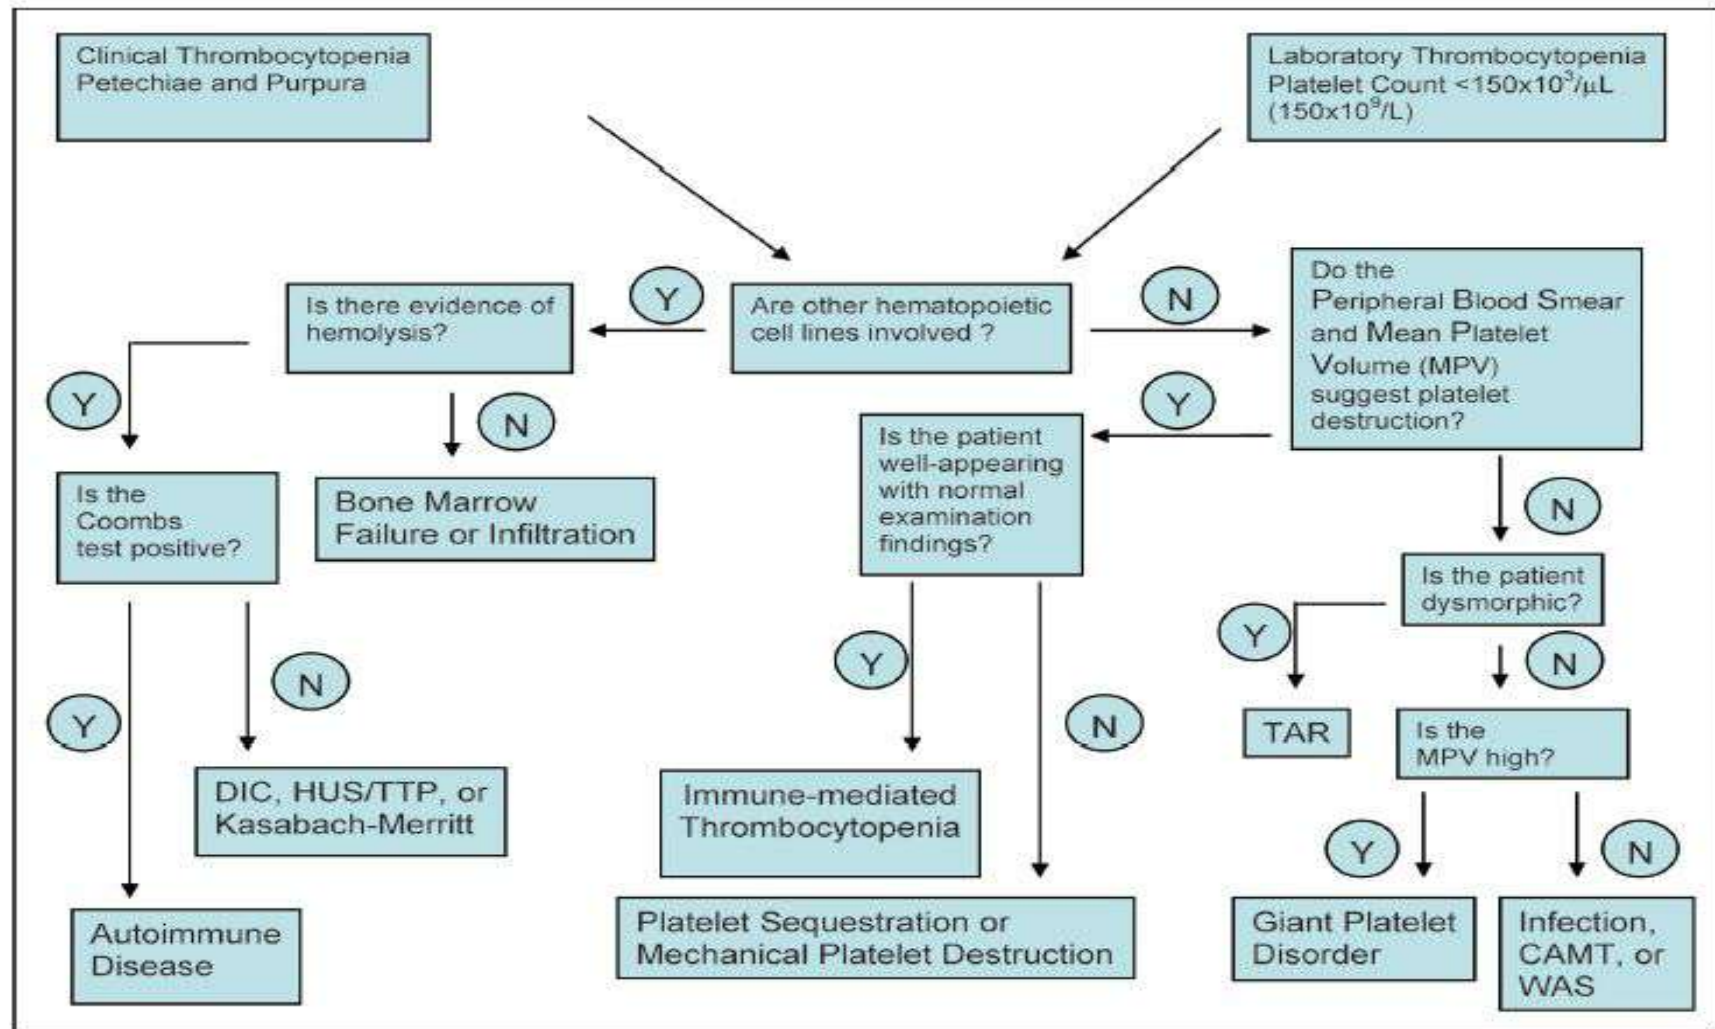 Clinical Thrombocytopenia
Petechiae and Purpura
Laboratory Thrombocytopenia
Platelet Count <150x10³/µL
(150x10⁹/L)
Is there evidence of
hemolysis?
Y
Are other hematopoietic
cell lines involved ?
N
Do the
Peripheral Blood Smear
and Mean Platelet
Volume (MPV)
suggest platelet
destruction?
Y
N
Y
Is the patient
well-appearing
with normal
examination
findings?
Is the
Coombs
test positive?
Bone Marrow
Failure or Infiltration
N
Is the patient
dysmorphic?
Y
N
Y
N
Y
N
TAR
Is the
MPV high?
DIC, HUS/TTP, or
Kasabach-Merritt
Immune-mediated
Thrombocytopenia
Y
N
Autoimmune
Disease
Platelet Sequestration or
Mechanical Platelet Destruction
Giant Platelet
Disorder
Infection,
CAMT, or
WAS